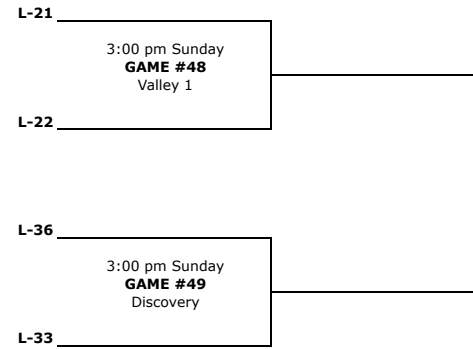 L-21
3:00 pm Sunday
GAME #48
Valley 1
L-22
L-36
3:00 pm Sunday
GAME #49
Discovery
L-33